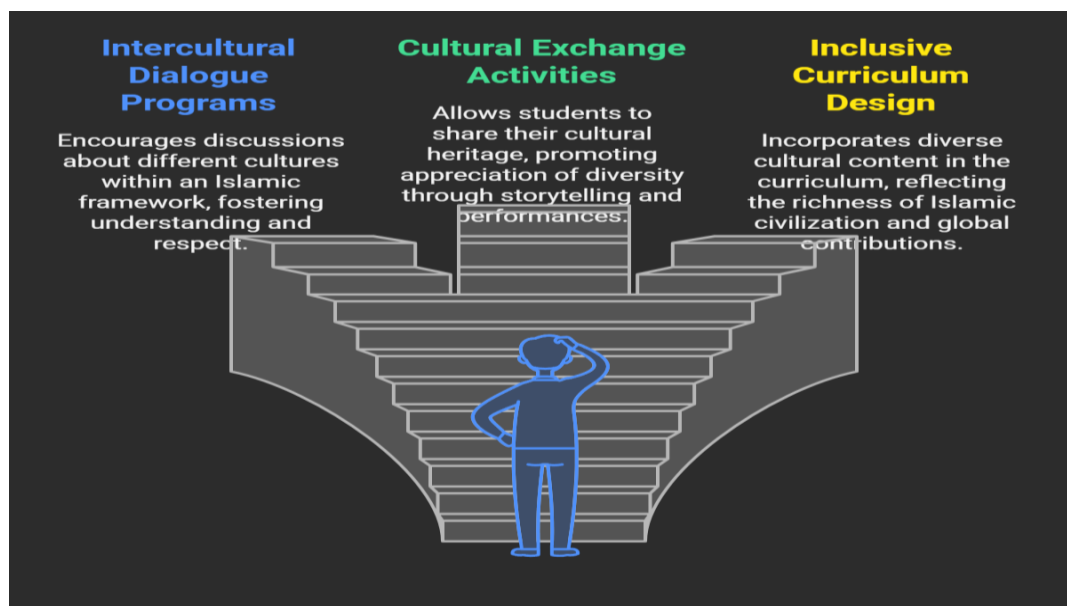 Intercultural
Dialogue
Programs
Encourages discussions
about different cultures
within an Islamic
framework, fostering
understanding and
respect.
Cultural Exchange
Activities
Allows students to
share their cultural
heritage, promoting
appreciation of diversity
through storytelling and
performances.
Inclusive
Curriculum
Design
Incorporates diverse
cultural content in the
curriculum, reflecting
the richness of Islamic
civilization and global
contributions.